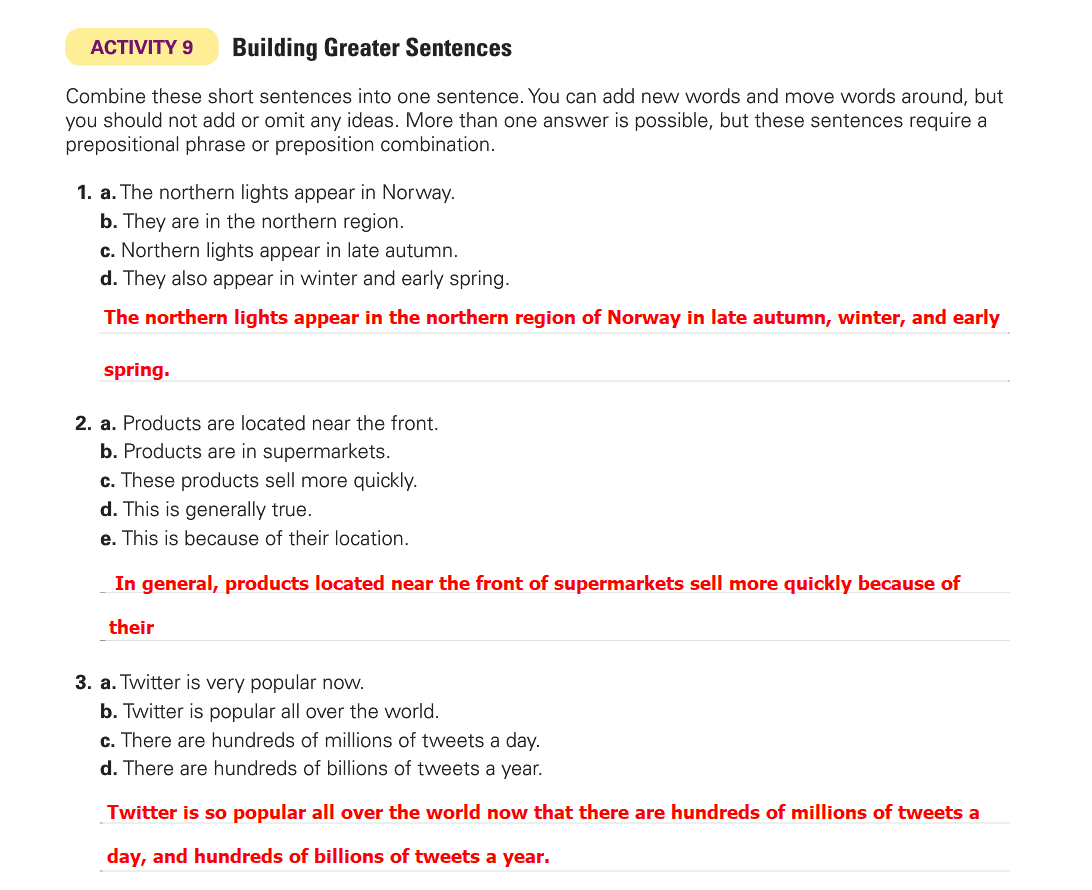 ACTIVITY 9 Building Greater Sentences
Combine these short sentences into one sentence. You can add new words and move words around, but
you should not add or omit any ideas. More than one answer is possible, but these sentences require a
prepositional phrase or preposition combination.
1. a. The northern lights appear in Norway.
b. They are in the northern region.
c. Northern lights appear in late autumn.
d. They also appear in winter and early spring.
The northern lights appear in the northern region of Norway in late autumn, winter, and early
spring.
2. a. Products are located near the front.
b. Products are in supermarkets.
c. These products sell more quickly.
d. This is generally true.
e. This is because of their location.
In general, products located near the front of supermarkets sell more quickly because of
their
3. a. Twitter is very popular now.
b. Twitter is popular all over the world.
c. There are hundreds of millions of tweets a day.
d. There are hundreds of billions of tweets a year.
Twitter is so popular all over the world now that there are hundreds of millions of tweets a
day, and hundreds of billions of tweets a year.